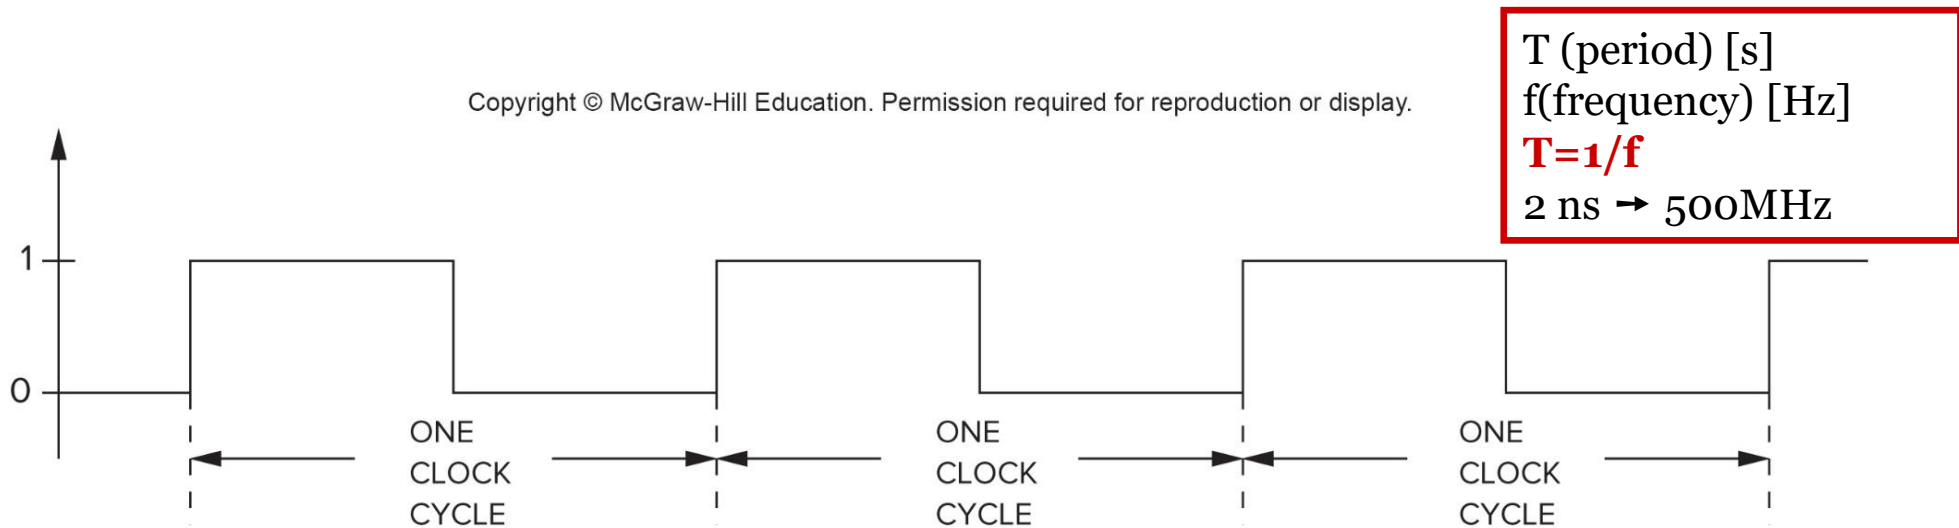 T (period) [s]
f(frequency) [Hz]
T=1/f
2 ns → 500MHz
Copyright © McGraw-Hill Education. Permission required for reproduction or display.
1
0
ONE
CLOCK
CYCLE
ONE
CLOCK
CYCLE
ONE
CLOCK
CYCLE